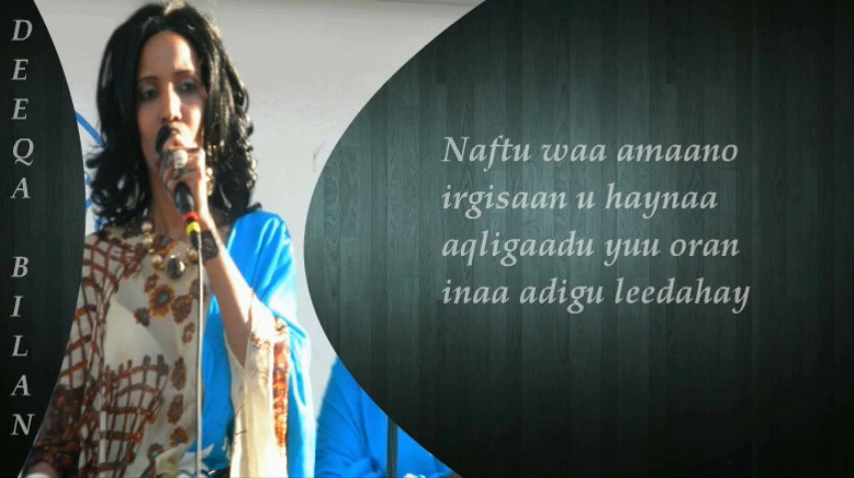 DEEQA BILAN
Naftu waa amaano
irgisaan u haynaa
aqligaadu yuu oran
inaa adigu leedahay